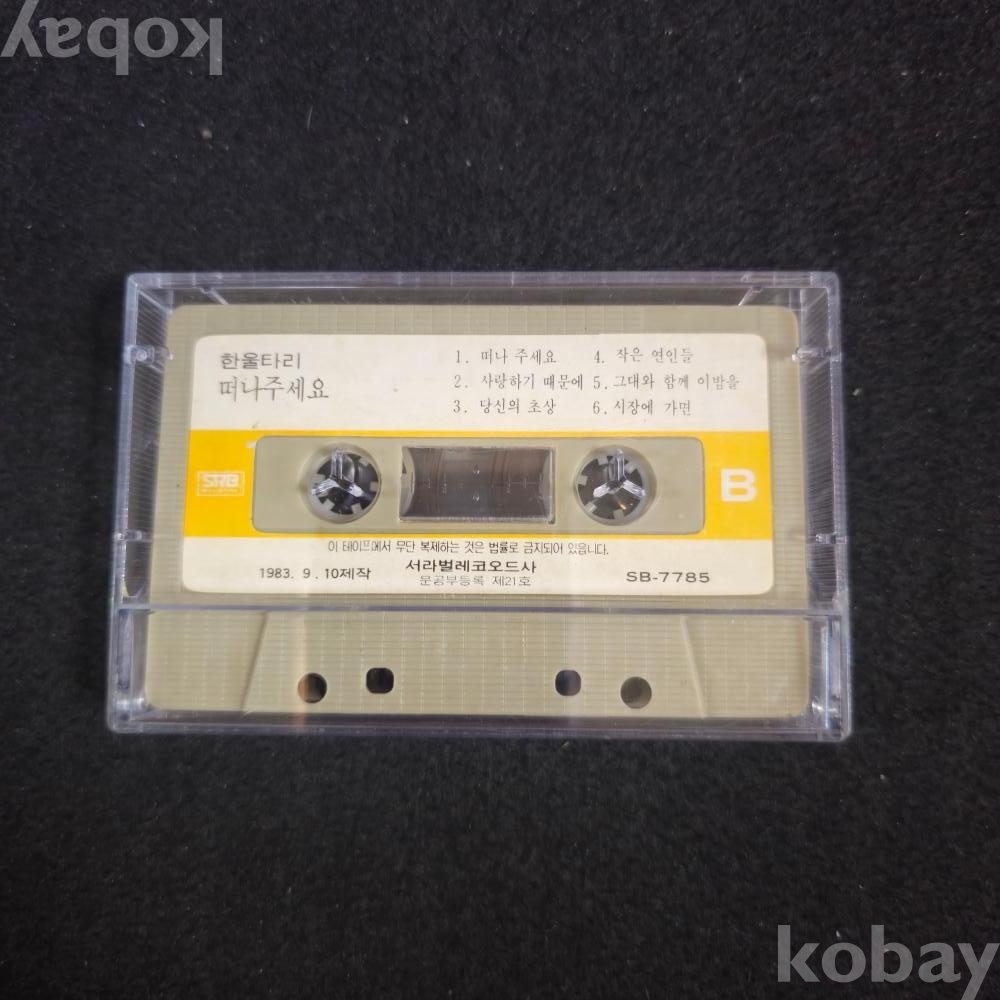 kobay
한울타리
떠나주세요
1. 떠나 주세요
2. 사랑하기 때문에
3. 당신의 초상
4. 작은 연인들
5. 그대와 함께 이밤을
6. 시장에 가면
SRB
B
이 테이프에서 무단 복제하는 것은 법률로 금지되어 있읍니다.
1983. 9. 10제작
서라벌레코오드사
문공부등록 제21호
SB-7785
kobay